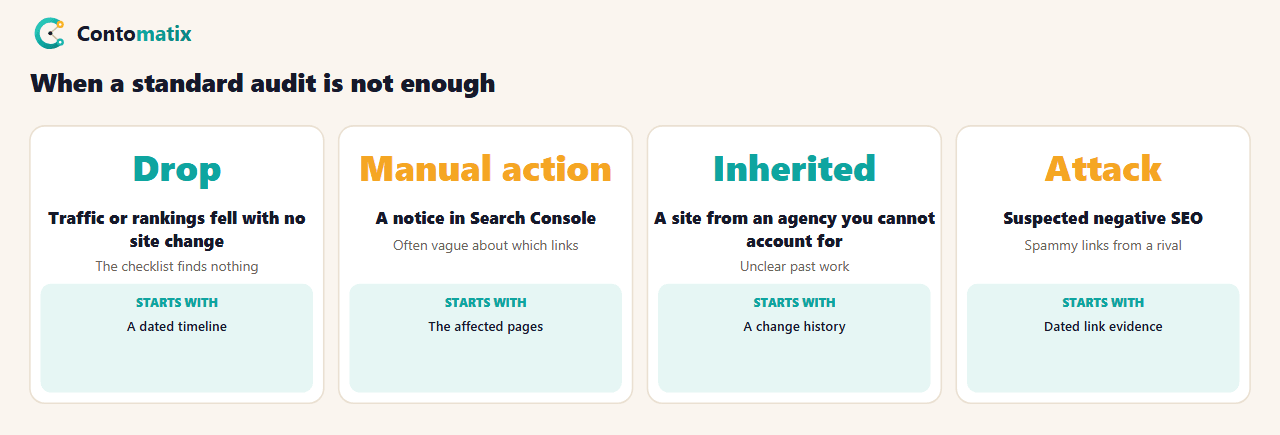 Contomatix
When a standard audit is not enough
Drop
Traffic or rankings fell with no
site change
The checklist finds nothing
STARTS WITH
A dated timeline
Manual action
A notice in Search Console
Often vague about which links
STARTS WITH
The affected pages
Inherited
A site from an agency you cannot
account for
Unclear past work
STARTS WITH
A change history
Attack
Suspected negative SEO
Spammy links from a rival
STARTS WITH
Dated link evidence